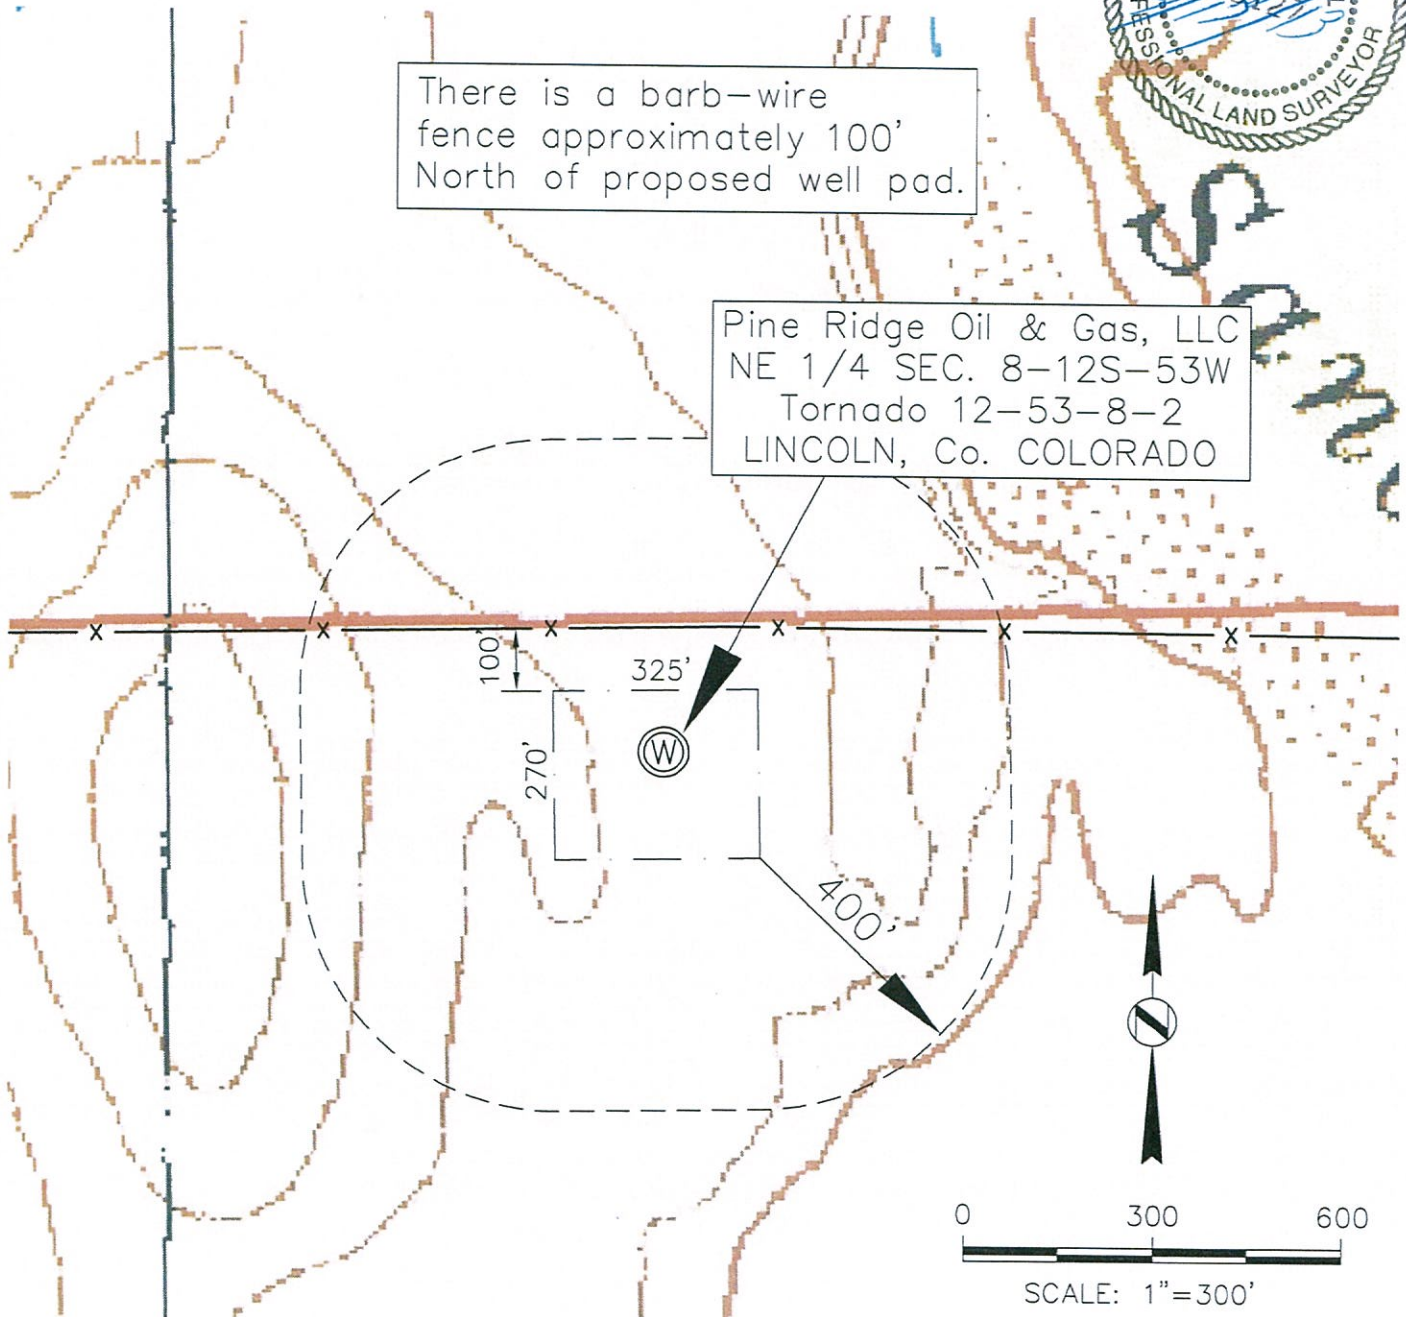 FESSIONAL LAND SURVEYOR
There is a barb-wire
fence approximately 100'
North of proposed well pad.
Pine Ridge Oil & Gas, LLC
NE 1/4 SEC. 8-12S-53W
Tornado 12-53-8-2
LINCOLN, Co. COLORADO
San
x x x x x x
100'
325'
270'
W
400'
N
0 300 600
SCALE: 1"=300'